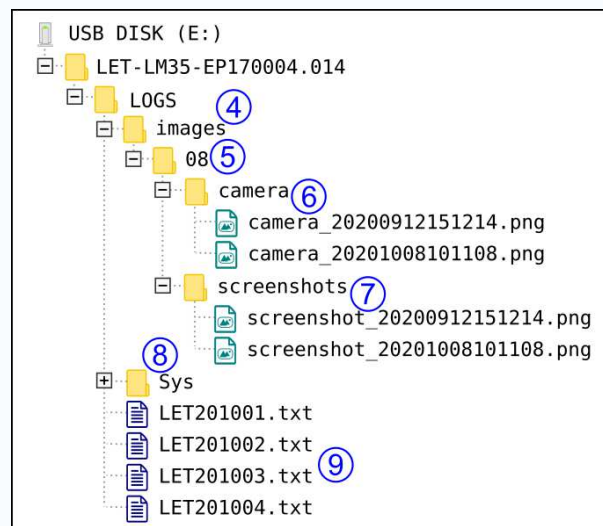 USB DISK (E:)
LET-LM35-EP170004.014
LOGS ④
images
08 ⑤
camera ⑥
camera_20200912151214.png
camera_20201008101108.png
screenshots ⑦
screenshot_20200912151214.png
screenshot_20201008101108.png
⑧
Sys
LET201001.txt
LET201002.txt
LET201003.txt ⑨
LET201004.txt